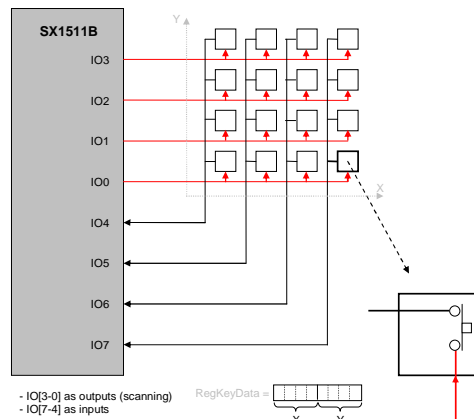 SX1511B
Y
IO3
IO2
IO1
IO0
X
IO4
IO5
IO6
IO7
- IO[3-0] as outputs (scanning)
- IO[7-4] as inputs
RegKeyData =
X Y